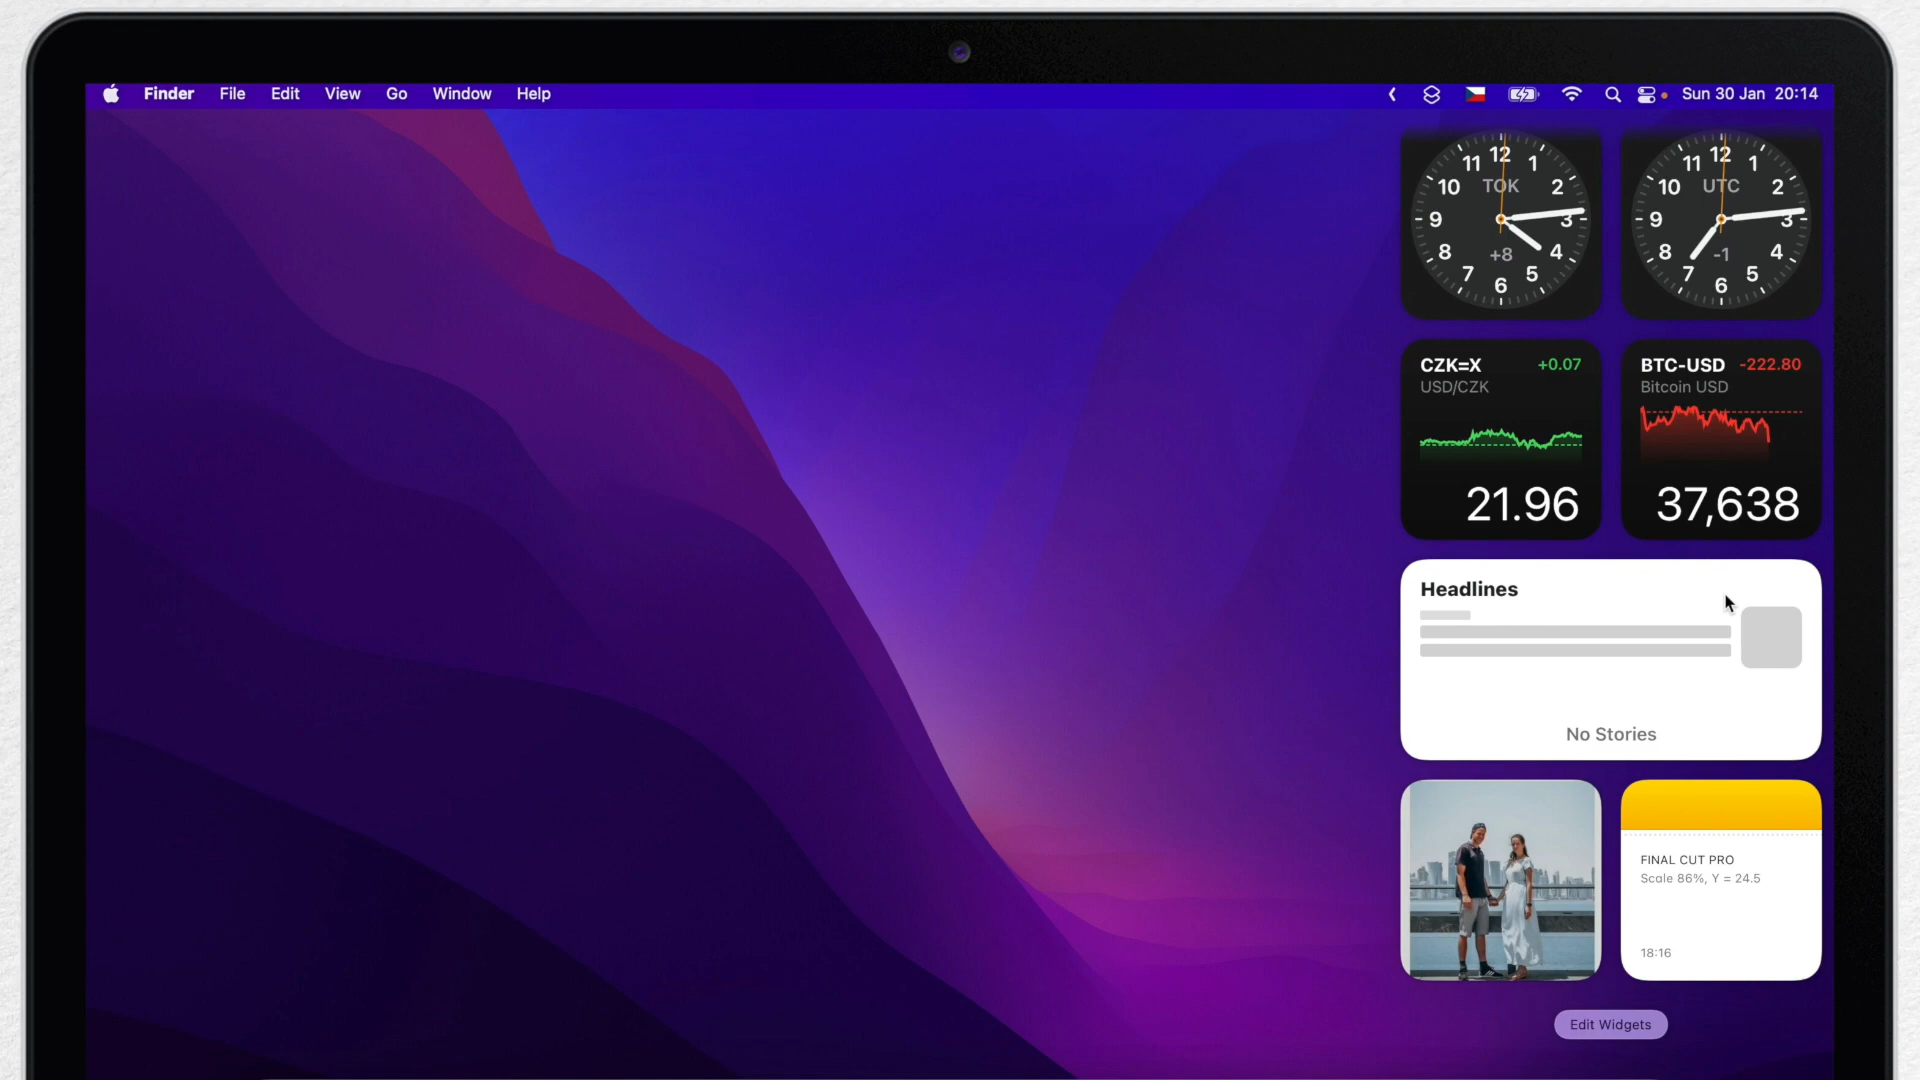 Finder File Edit View Go Window Help Sun 30 Jan 20:14
12
11 1
TOK
10 2
9 3
+8
8 4
7 5
6
12
11 1
UTC
10 2
9 3
-1
8 4
7 5
6
CZK=X +0.07
USD/CZK
21.96
BTC-USD -222.80
Bitcoin USD
37,638
Headlines
No Stories
FINAL CUT PRO
Scale 86%, Y = 24.5
18:16
Edit Widgets